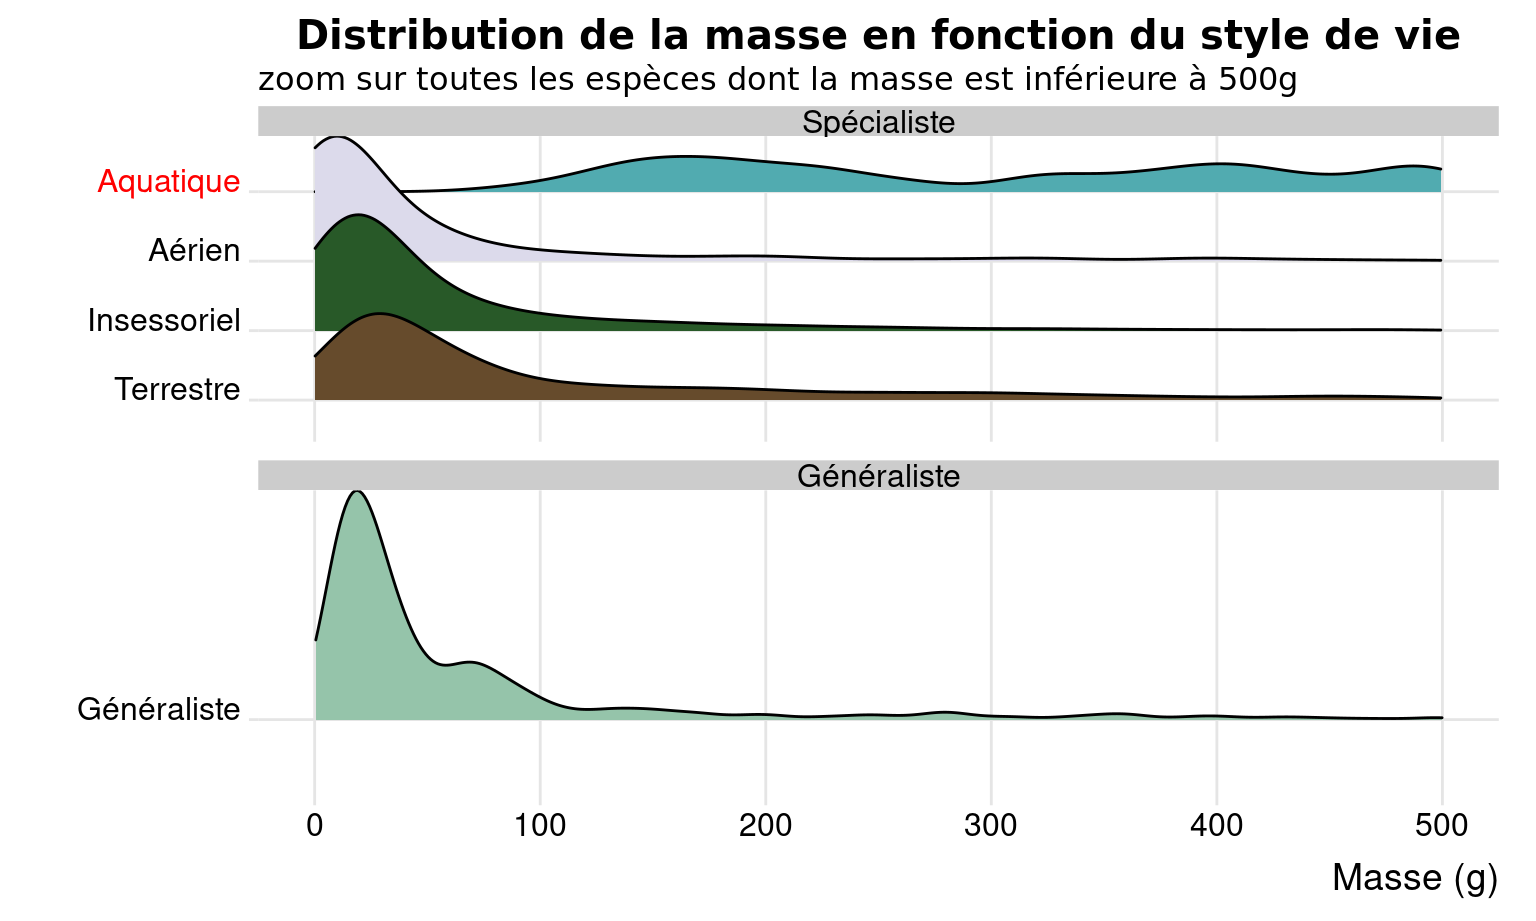 Distribution de la masse en fonction du style de vie
zoom sur toutes les espèces dont la masse est inférieure à 500g
Spécialiste
Aquatique
Aérien
Insessoriel
Terrestre
Généraliste
Généraliste
0 100 200 300 400 500
Masse (g)